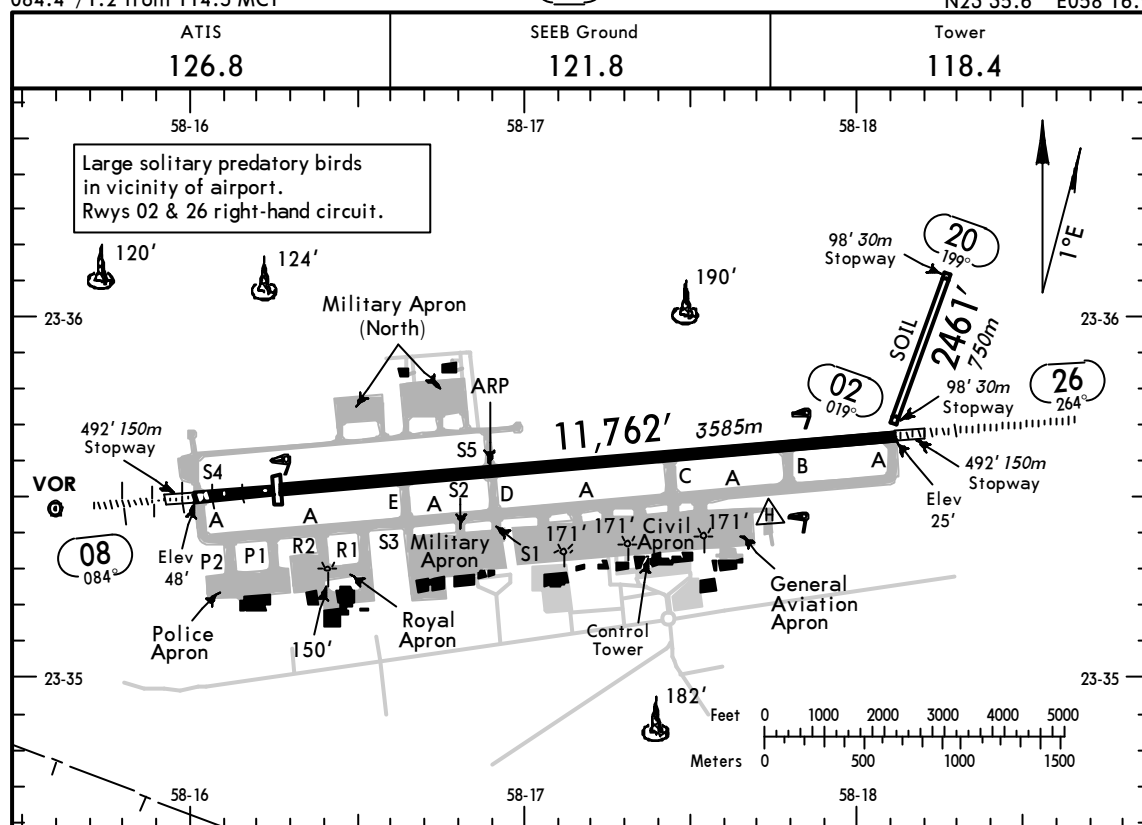 ATIS
126.8
SEEB Ground
121.8
Tower
118.4
58-16
58-17
58-18
Large solitary predatory birds
in vicinity of airport.
Rwys 02 & 26 right-hand circuit.
120'
124'
190'
98' 30m
Stopway
20
199°
1°E
23-36
Military Apron
(North)
23-36
SOIL
2461'
750m
ARP
02
019°
98' 30m
Stopway
26
264°
492' 150m
Stopway
11,762' 3585m
S4
S5
VOR
E
A
S2
D
A
C
A
B
A
492' 150m
Stopway
Elev
25'
A
A
S3
Military
Apron
S1
171'
171'
Civil
Apron
171'
H
08
084°
Elev
48'
P2
P1
R2
R1
General
Aviation
Apron
Police
Apron
150'
Royal
Apron
Control
Tower
23-35
23-35
182'
Feet 0 1000 2000 3000 4000 5000
Meters 0 500 1000 1500
58-16
58-17
58-18